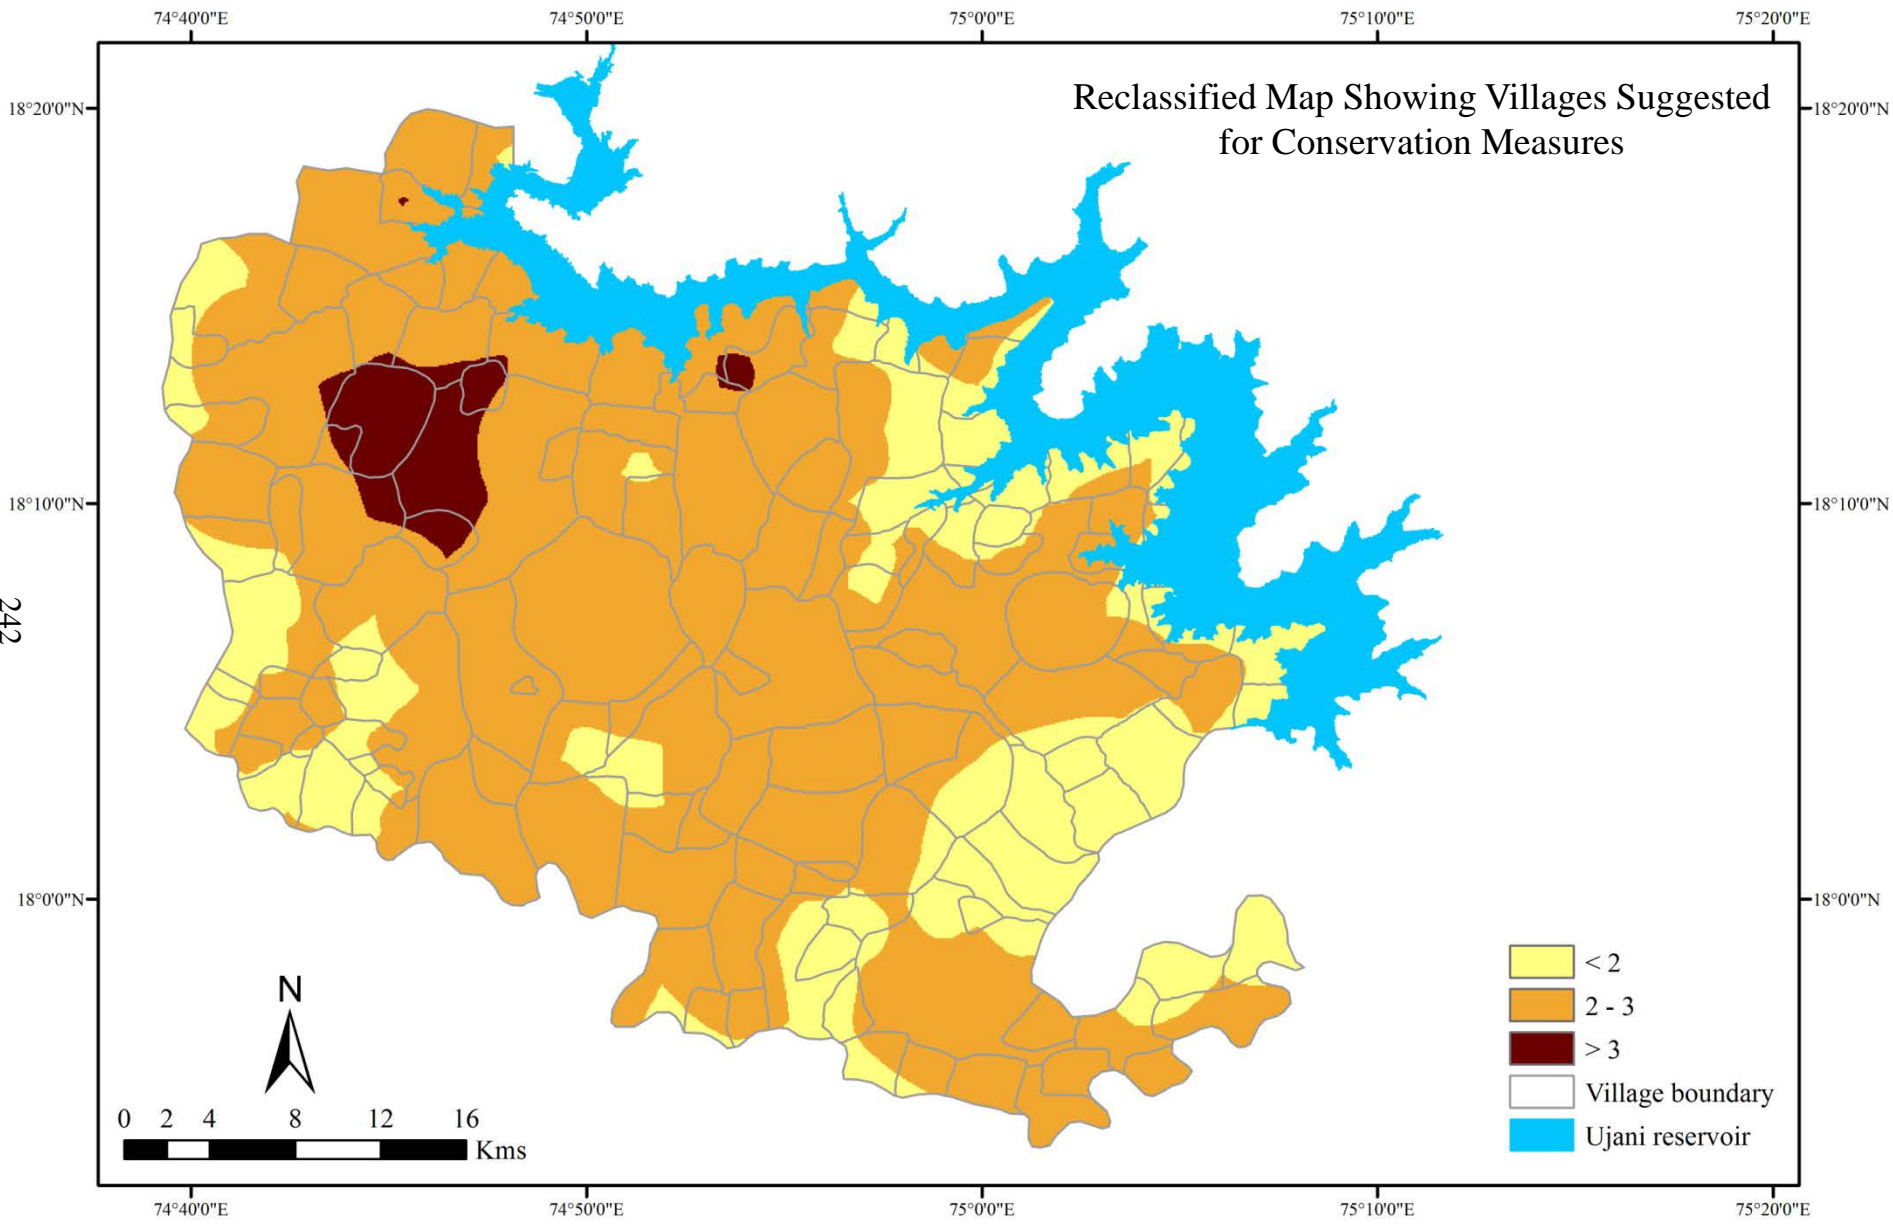 74°40'0"E
74°50'0"E
75°0'0"E
75°10'0"E
75°20'0"E
18°20'0"N
18°20'0"N
Reclassified Map Showing Villages Suggested
for Conservation Measures
18°10'0"N
18°10'0"N
242
18°0'0"N
18°0'0"N
N
0 2 4 8 12 16
Kms
< 2
2 - 3
> 3
Village boundary
Ujani reservoir
74°40'0"E
74°50'0"E
75°0'0"E
75°10'0"E
75°20'0"E